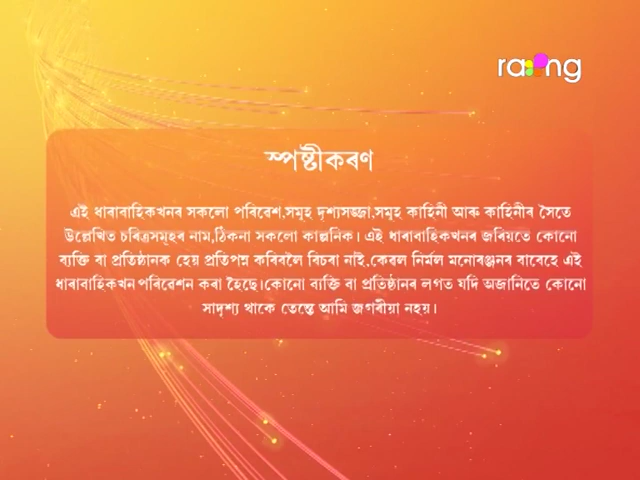 raang
স্পষ্টীকৰণ
এই ধাৰাবাহিকখনৰ সকলো পৰিৱেশ,সমূহ দৃশ্যসজ্জা,সমূহ কাহিনী আৰু কাহিনীৰ সৈতে
উল্লেখিত চৰিত্ৰসমূহৰ নাম,ঠিকনা সকলো কাল্পনিক। এই ধাৰাবাহিকখনৰ জৰিয়তে কোনো
ব্যক্তি বা প্ৰতিষ্ঠানক হেয় প্ৰতিপন্ন কৰিবলৈ বিচৰা নাই.কেৱল নিৰ্মল মনোৰঞ্জনৰ বাবেহে এই
ধাৰাবাহিকখন পৰিৱেশন কৰা হৈছে।কোনো ব্যক্তি বা প্ৰতিষ্ঠানৰ লগত যদি অজানিতে কোনো
সাদৃশ্য থাকে তেন্তে আমি জগৰীয়া নহয়।